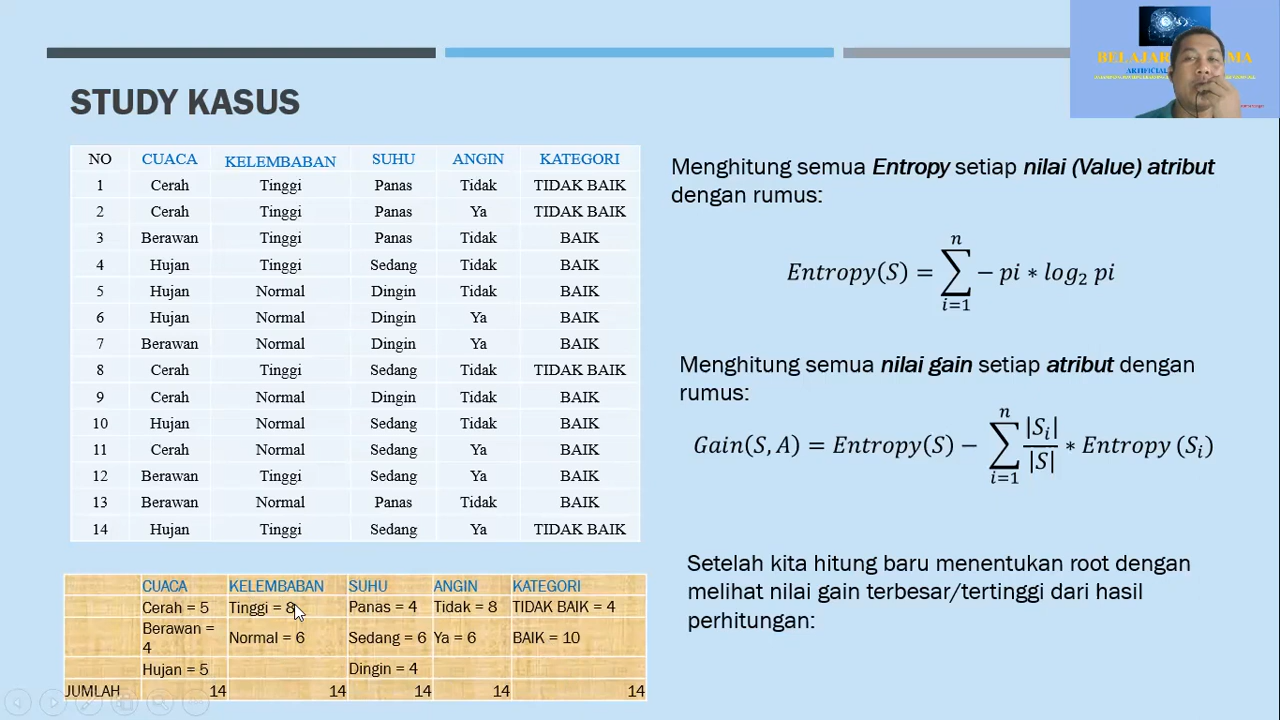 STUDY KASUS
NO CUACA KELEMBABAN SUHU ANGIN KATEGORI
1 Cerah Tinggi Panas Tidak TIDAK BAIK
2 Cerah Tinggi Panas Ya TIDAK BAIK
3 Berawan Tinggi Panas Tidak BAIK
4 Hujan Tinggi Sedang Tidak BAIK
5 Hujan Normal Dingin Tidak BAIK
6 Hujan Normal Dingin Ya BAIK
7 Berawan Normal Dingin Ya BAIK
8 Cerah Tinggi Sedang Tidak TIDAK BAIK
9 Cerah Normal Dingin Tidak BAIK
10 Hujan Normal Sedang Tidak BAIK
11 Cerah Normal Sedang Ya BAIK
12 Berawan Tinggi Sedang Ya BAIK
13 Berawan Normal Panas Tidak BAIK
14 Hujan Tinggi Sedang Ya TIDAK BAIK
CUACA KELEMBABAN SUHU ANGIN KATEGORI
Cerah = 5 Tinggi = 8 Panas = 4 Tidak = 8 TIDAK BAIK = 4
Berawan = 4 Normal = 6 Sedang = 6 Ya = 6 BAIK = 10
Hujan = 5 Dingin = 4
JUMLAH 14 14 14 14 14
Menghitung semua Entropy setiap nilai (Value) atribut
dengan rumus:
Entropy(S) = ∑ⁿᵢ₌₁ − pi * log₂ pi
Menghitung semua nilai gain setiap atribut dengan
rumus:
Gain(S, A) = Entropy(S) − ∑ⁿᵢ₌₁ |Sᵢ|/|S| * Entropy (Sᵢ)
Setelah kita hitung baru menentukan root dengan
melihat nilai gain terbesar/tertinggi dari hasil
perhitungan: